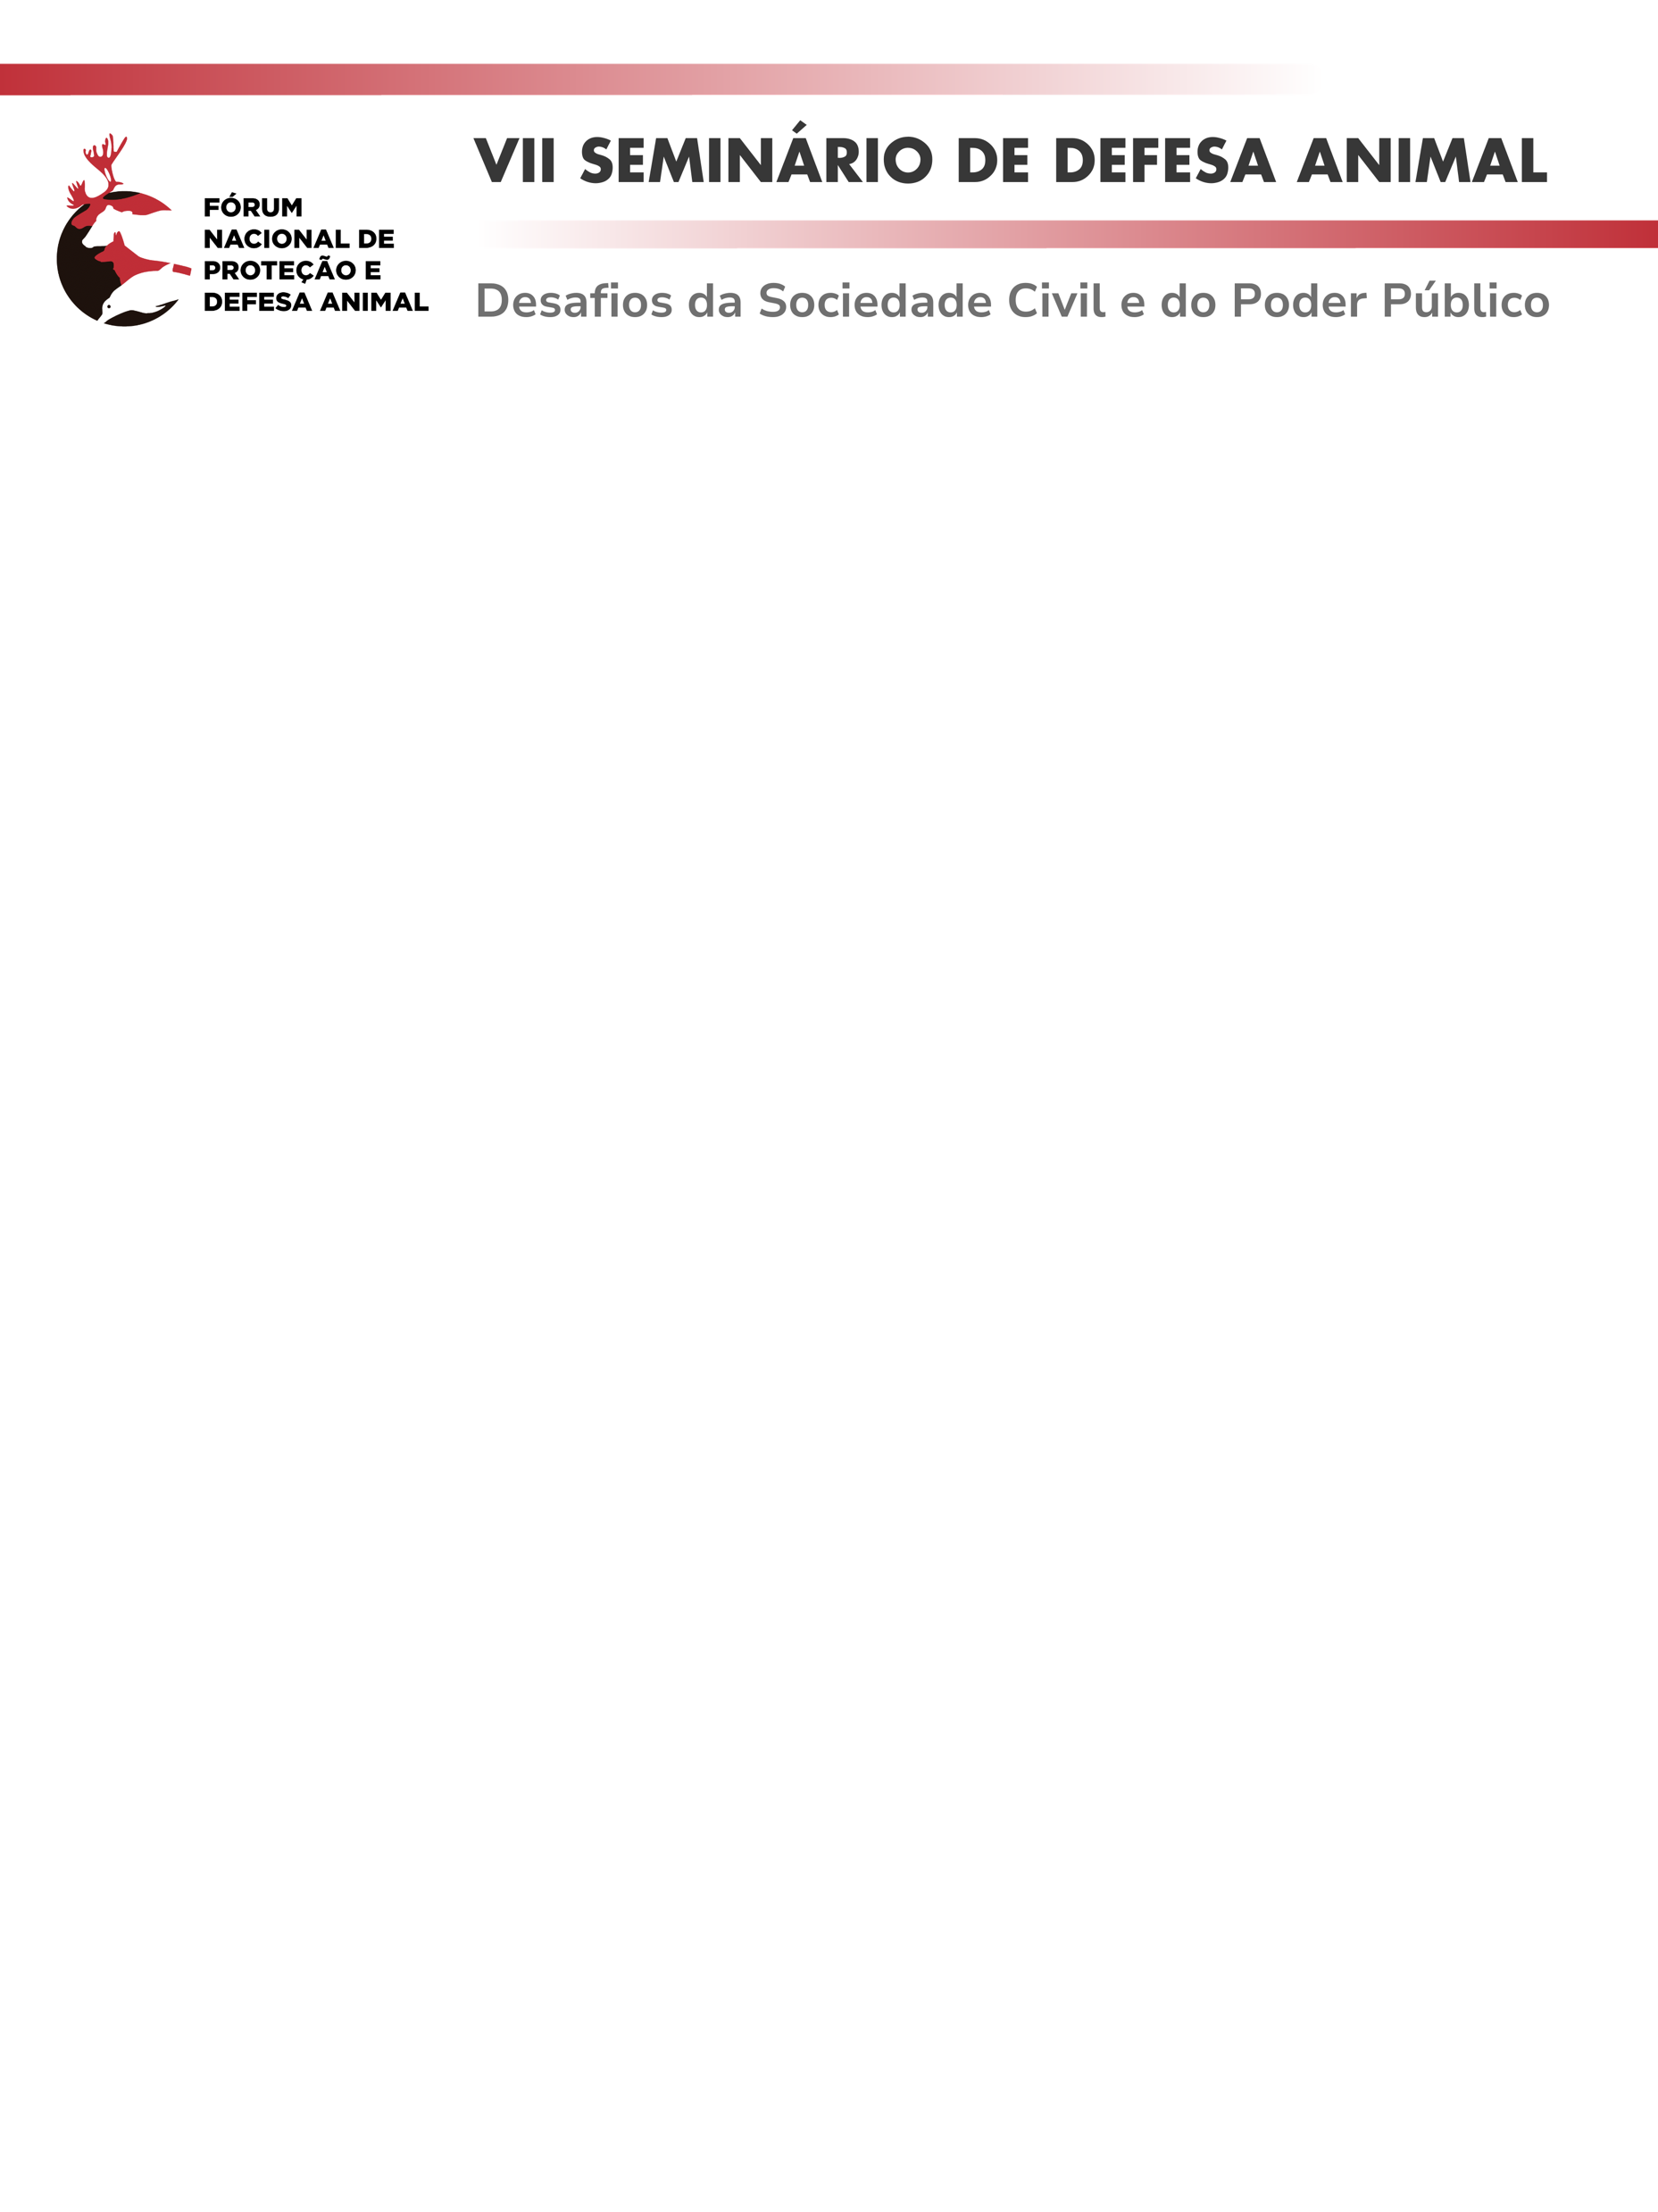 VII SEMINÁRIO DE DEFESA ANIMAL
FÓRUM
NACIONAL DE
PROTEÇÃO E
DEFESA ANIMAL
Desafios da Sociedade Civil e do Poder Público